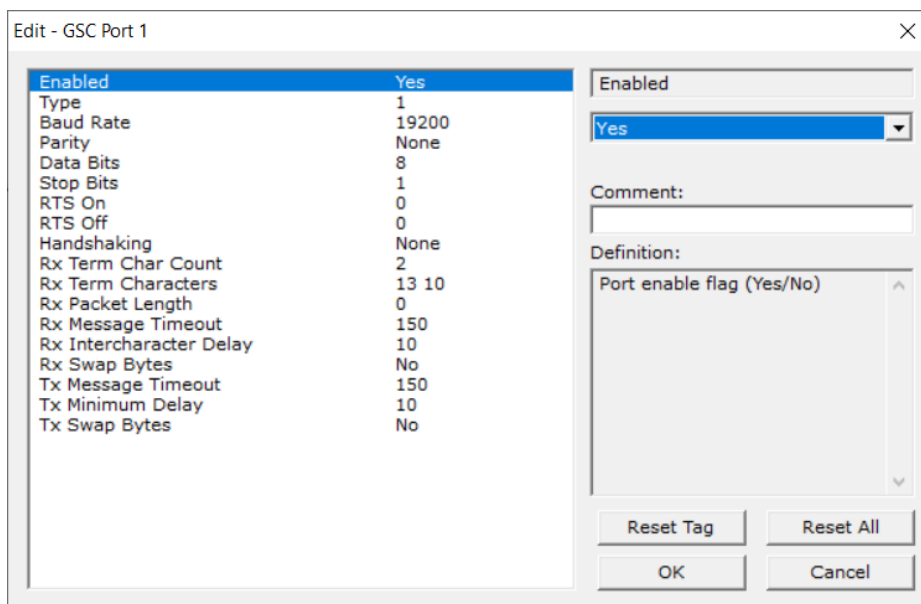 Edit - GSC Port 1
Enabled Yes
Type 1
Baud Rate 19200
Parity None
Data Bits 8
Stop Bits 1
RTS On 0
RTS Off 0
Handshaking None
Rx Term Char Count 2
Rx Term Characters 13 10
Rx Packet Length 0
Rx Message Timeout 150
Rx Intercharacter Delay 10
Rx Swap Bytes No
Tx Message Timeout 150
Tx Minimum Delay 10
Tx Swap Bytes No
Enabled
Yes
Comment:
Definition:
Port enable flag (Yes/No)
Reset Tag Reset All
OK Cancel